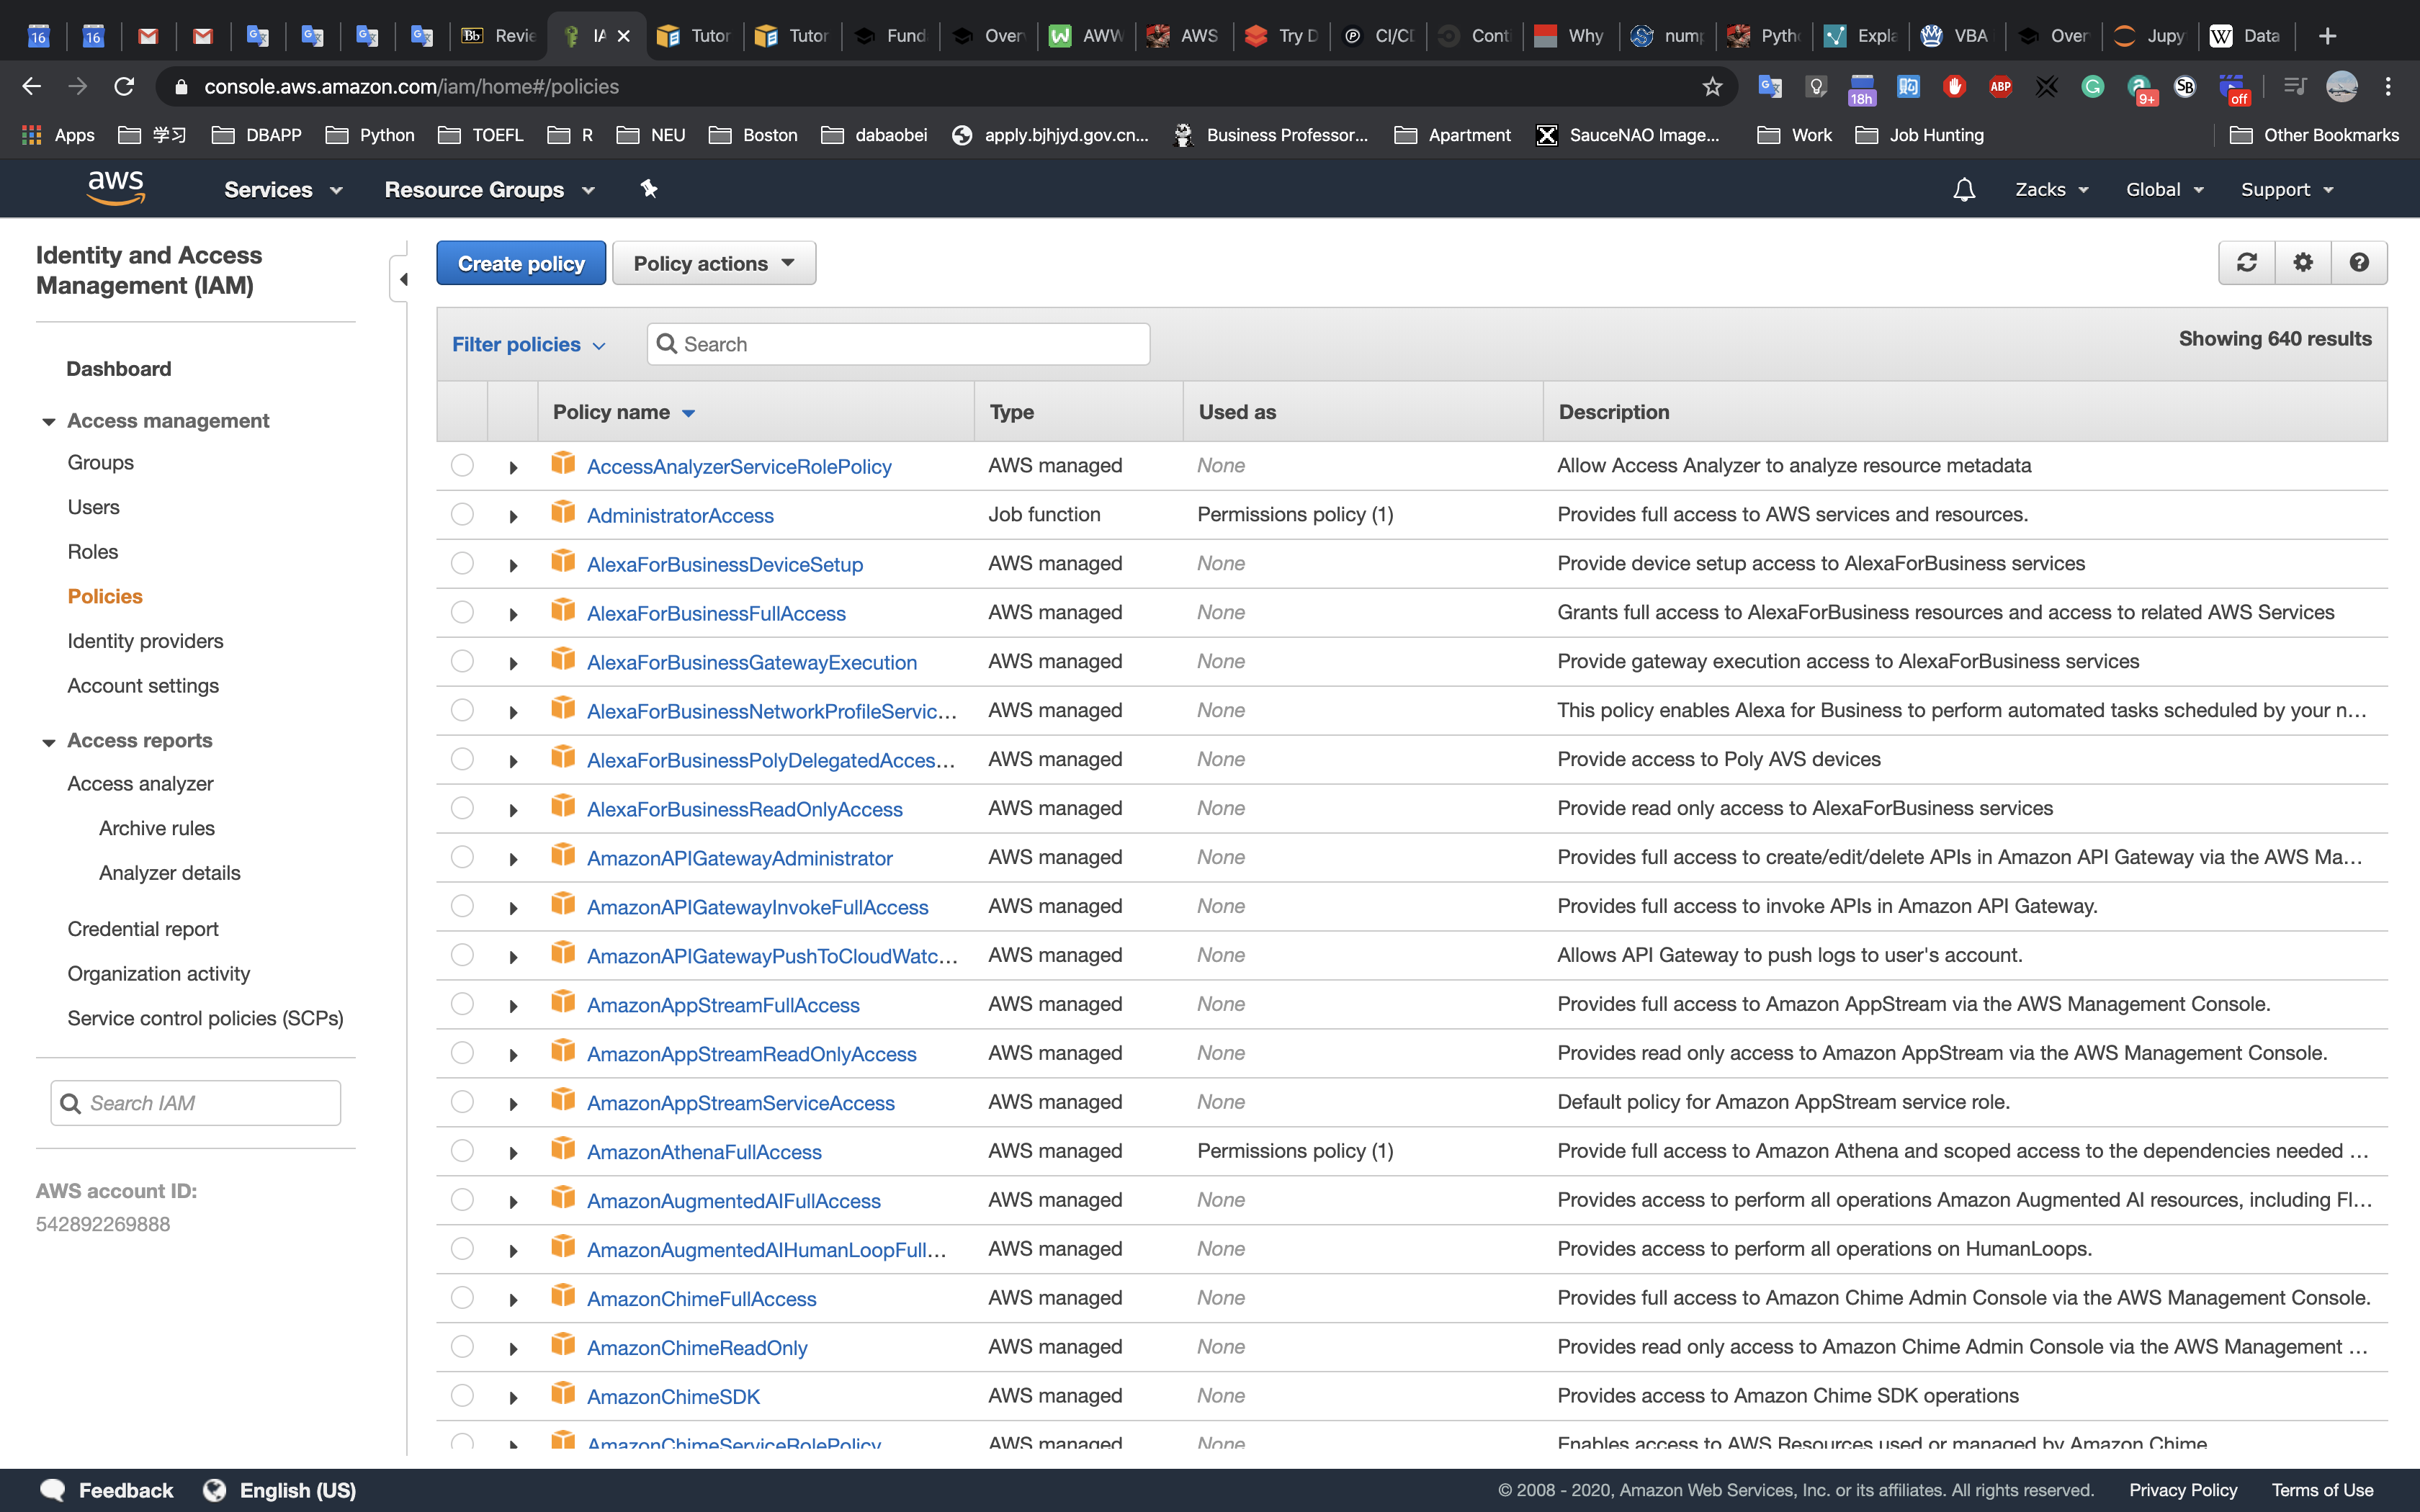 16
16
Bb Revie
IA
Tutor
Tutor
Fund
Over
AWW
AWS
Try D
CI/CD
Cont
Why
nump
Pyth
Expla
VBA
Over
Jupy
W Data
console.aws.amazon.com/iam/home#/policies
18h
ABP
9+
SB
off
Apps
学习
DBAPP
Python
TOEFL
R
NEU
Boston
dabaobei
apply.bjhjyd.gov.cn...
Business Professor...
Apartment
SauceNAO Image...
Work
Job Hunting
Other Bookmarks
aws
Services
Resource Groups
Zacks
Global
Support
Identity and Access
Management (IAM)
Dashboard
Access management
Groups
Users
Roles
Policies
Identity providers
Account settings
Access reports
Access analyzer
Archive rules
Analyzer details
Credential report
Organization activity
Service control policies (SCPs)
Search IAM
AWS account ID:
542892269888
Create policy
Policy actions
Filter policies
Search
Showing 640 results
Policy name Type Used as Description
AccessAnalyzerServiceRolePolicy AWS managed None Allow Access Analyzer to analyze resource metadata
AdministratorAccess Job function Permissions policy (1) Provides full access to AWS services and resources.
AlexaForBusinessDeviceSetup AWS managed None Provide device setup access to AlexaForBusiness services
AlexaForBusinessFullAccess AWS managed None Grants full access to AlexaForBusiness resources and access to related AWS Services
AlexaForBusinessGatewayExecution AWS managed None Provide gateway execution access to AlexaForBusiness services
AlexaForBusinessNetworkProfileServic... AWS managed None This policy enables Alexa for Business to perform automated tasks scheduled by your n...
AlexaForBusinessPolyDelegatedAcces... AWS managed None Provide access to Poly AVS devices
AlexaForBusinessReadOnlyAccess AWS managed None Provide read only access to AlexaForBusiness services
AmazonAPIGatewayAdministrator AWS managed None Provides full access to create/edit/delete APIs in Amazon API Gateway via the AWS Ma...
AmazonAPIGatewayInvokeFullAccess AWS managed None Provides full access to invoke APIs in Amazon API Gateway.
AmazonAPIGatewayPushToCloudWatc... AWS managed None Allows API Gateway to push logs to user's account.
AmazonAppStreamFullAccess AWS managed None Provides full access to Amazon AppStream via the AWS Management Console.
AmazonAppStreamReadOnlyAccess AWS managed None Provides read only access to Amazon AppStream via the AWS Management Console.
AmazonAppStreamServiceAccess AWS managed None Default policy for Amazon AppStream service role.
AmazonAthenaFullAccess AWS managed Permissions policy (1) Provide full access to Amazon Athena and scoped access to the dependencies needed ...
AmazonAugmentedAIFullAccess AWS managed None Provides access to perform all operations Amazon Augmented AI resources, including Fl...
AmazonAugmentedAIHumanLoopFull... AWS managed None Provides access to perform all operations on HumanLoops.
AmazonChimeFullAccess AWS managed None Provides full access to Amazon Chime Admin Console via the AWS Management Console.
AmazonChimeReadOnly AWS managed None Provides read only access to Amazon Chime Admin Console via the AWS Management ...
AmazonChimeSDK AWS managed None Provides access to Amazon Chime SDK operations
AmazonChimeServiceRolePolicy AWS managed None Enables access to AWS Resources used or managed by Amazon Chime
Feedback
English (US)
© 2008 - 2020, Amazon Web Services, Inc. or its affiliates. All rights reserved.
Privacy Policy
Terms of Use